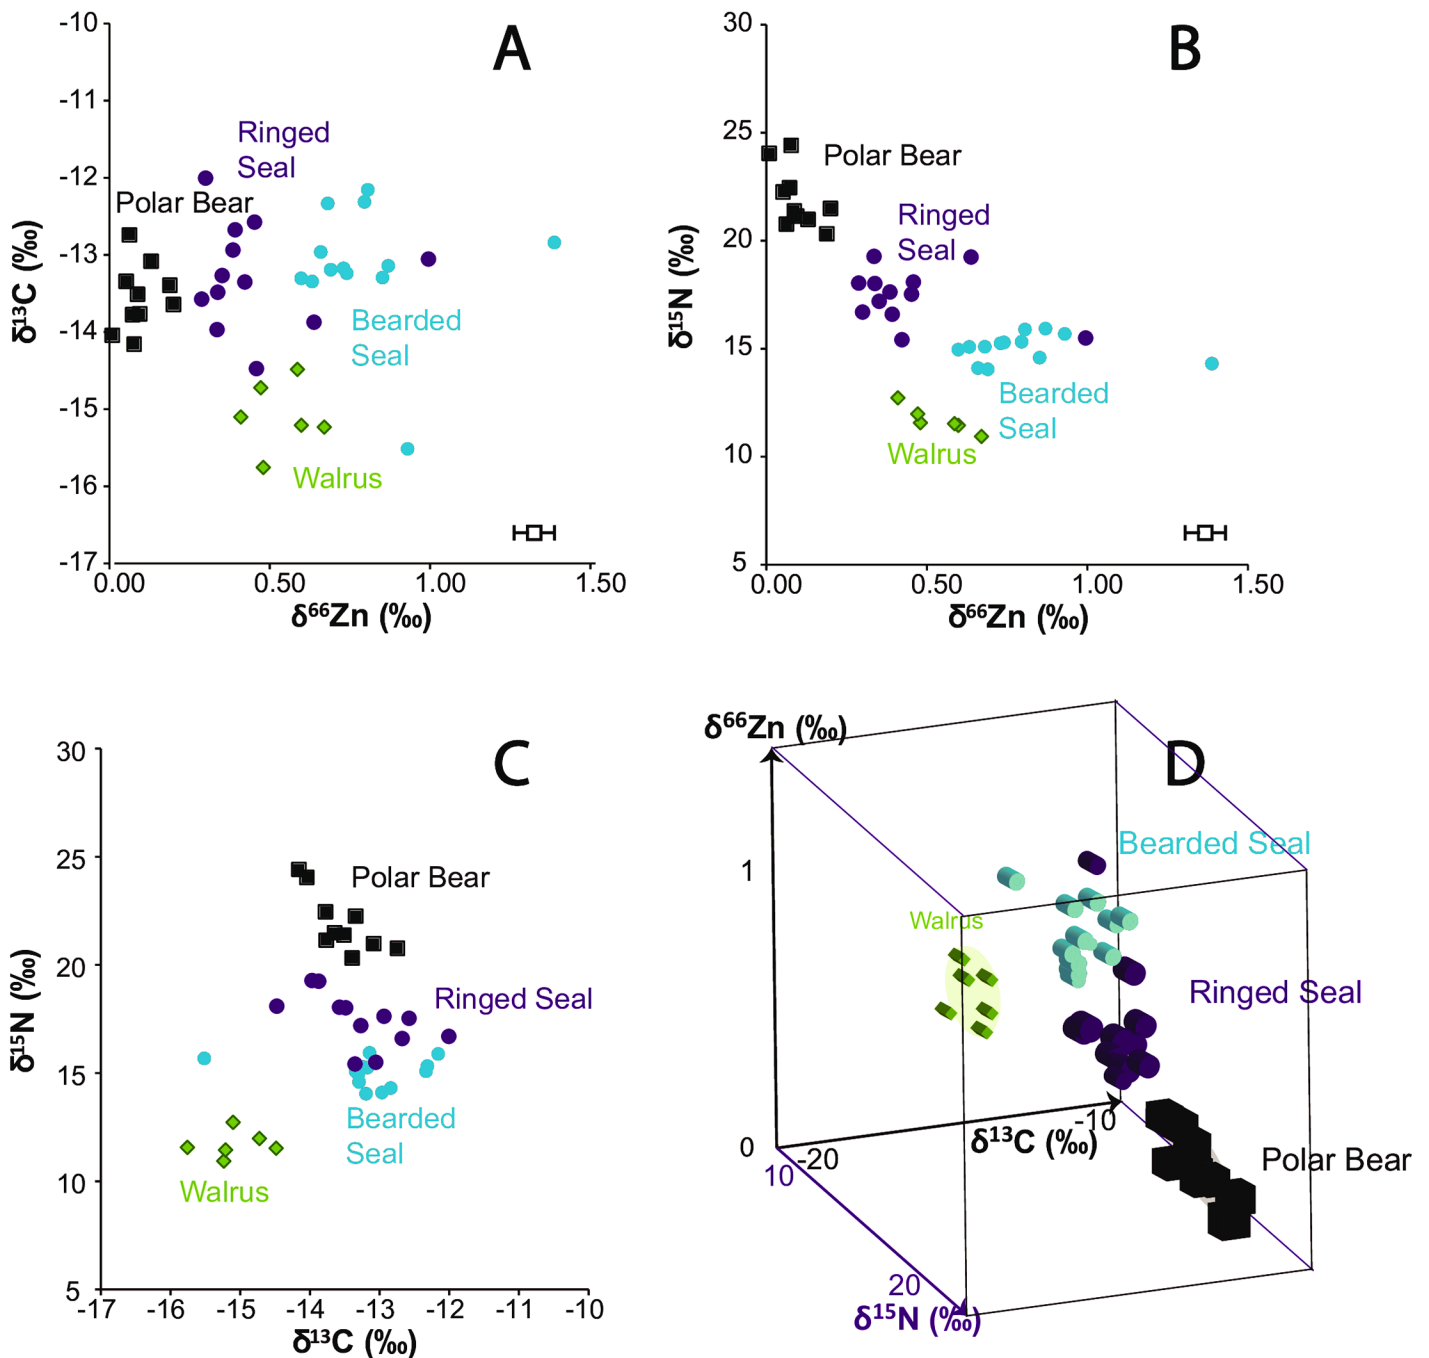 A
-10
-11
-12
-13
-14
-15
-16
-17
δ¹³C (‰)
Ringed
Seal
Polar Bear
Bearded
Seal
Walrus
0.00
0.50
1.00
1.50
δ⁶⁶Zn (‰)
B
30
25
20
15
10
5
δ¹⁵N (‰)
Polar Bear
Ringed
Seal
Bearded
Seal
Walrus
0.00
0.50
1.00
1.50
δ⁶⁶Zn (‰)
C
30
25
20
15
10
5
δ¹⁵N (‰)
Polar Bear
Ringed Seal
Bearded
Seal
Walrus
-17
-16
-15
-14
-13
-12
-11
-10
δ¹³C (‰)
D
δ⁶⁶Zn (‰)
1
0
Bearded Seal
Walrus
Ringed Seal
-10
δ¹³C (‰)
-20
10
Polar Bear
20
δ¹⁵N (‰)